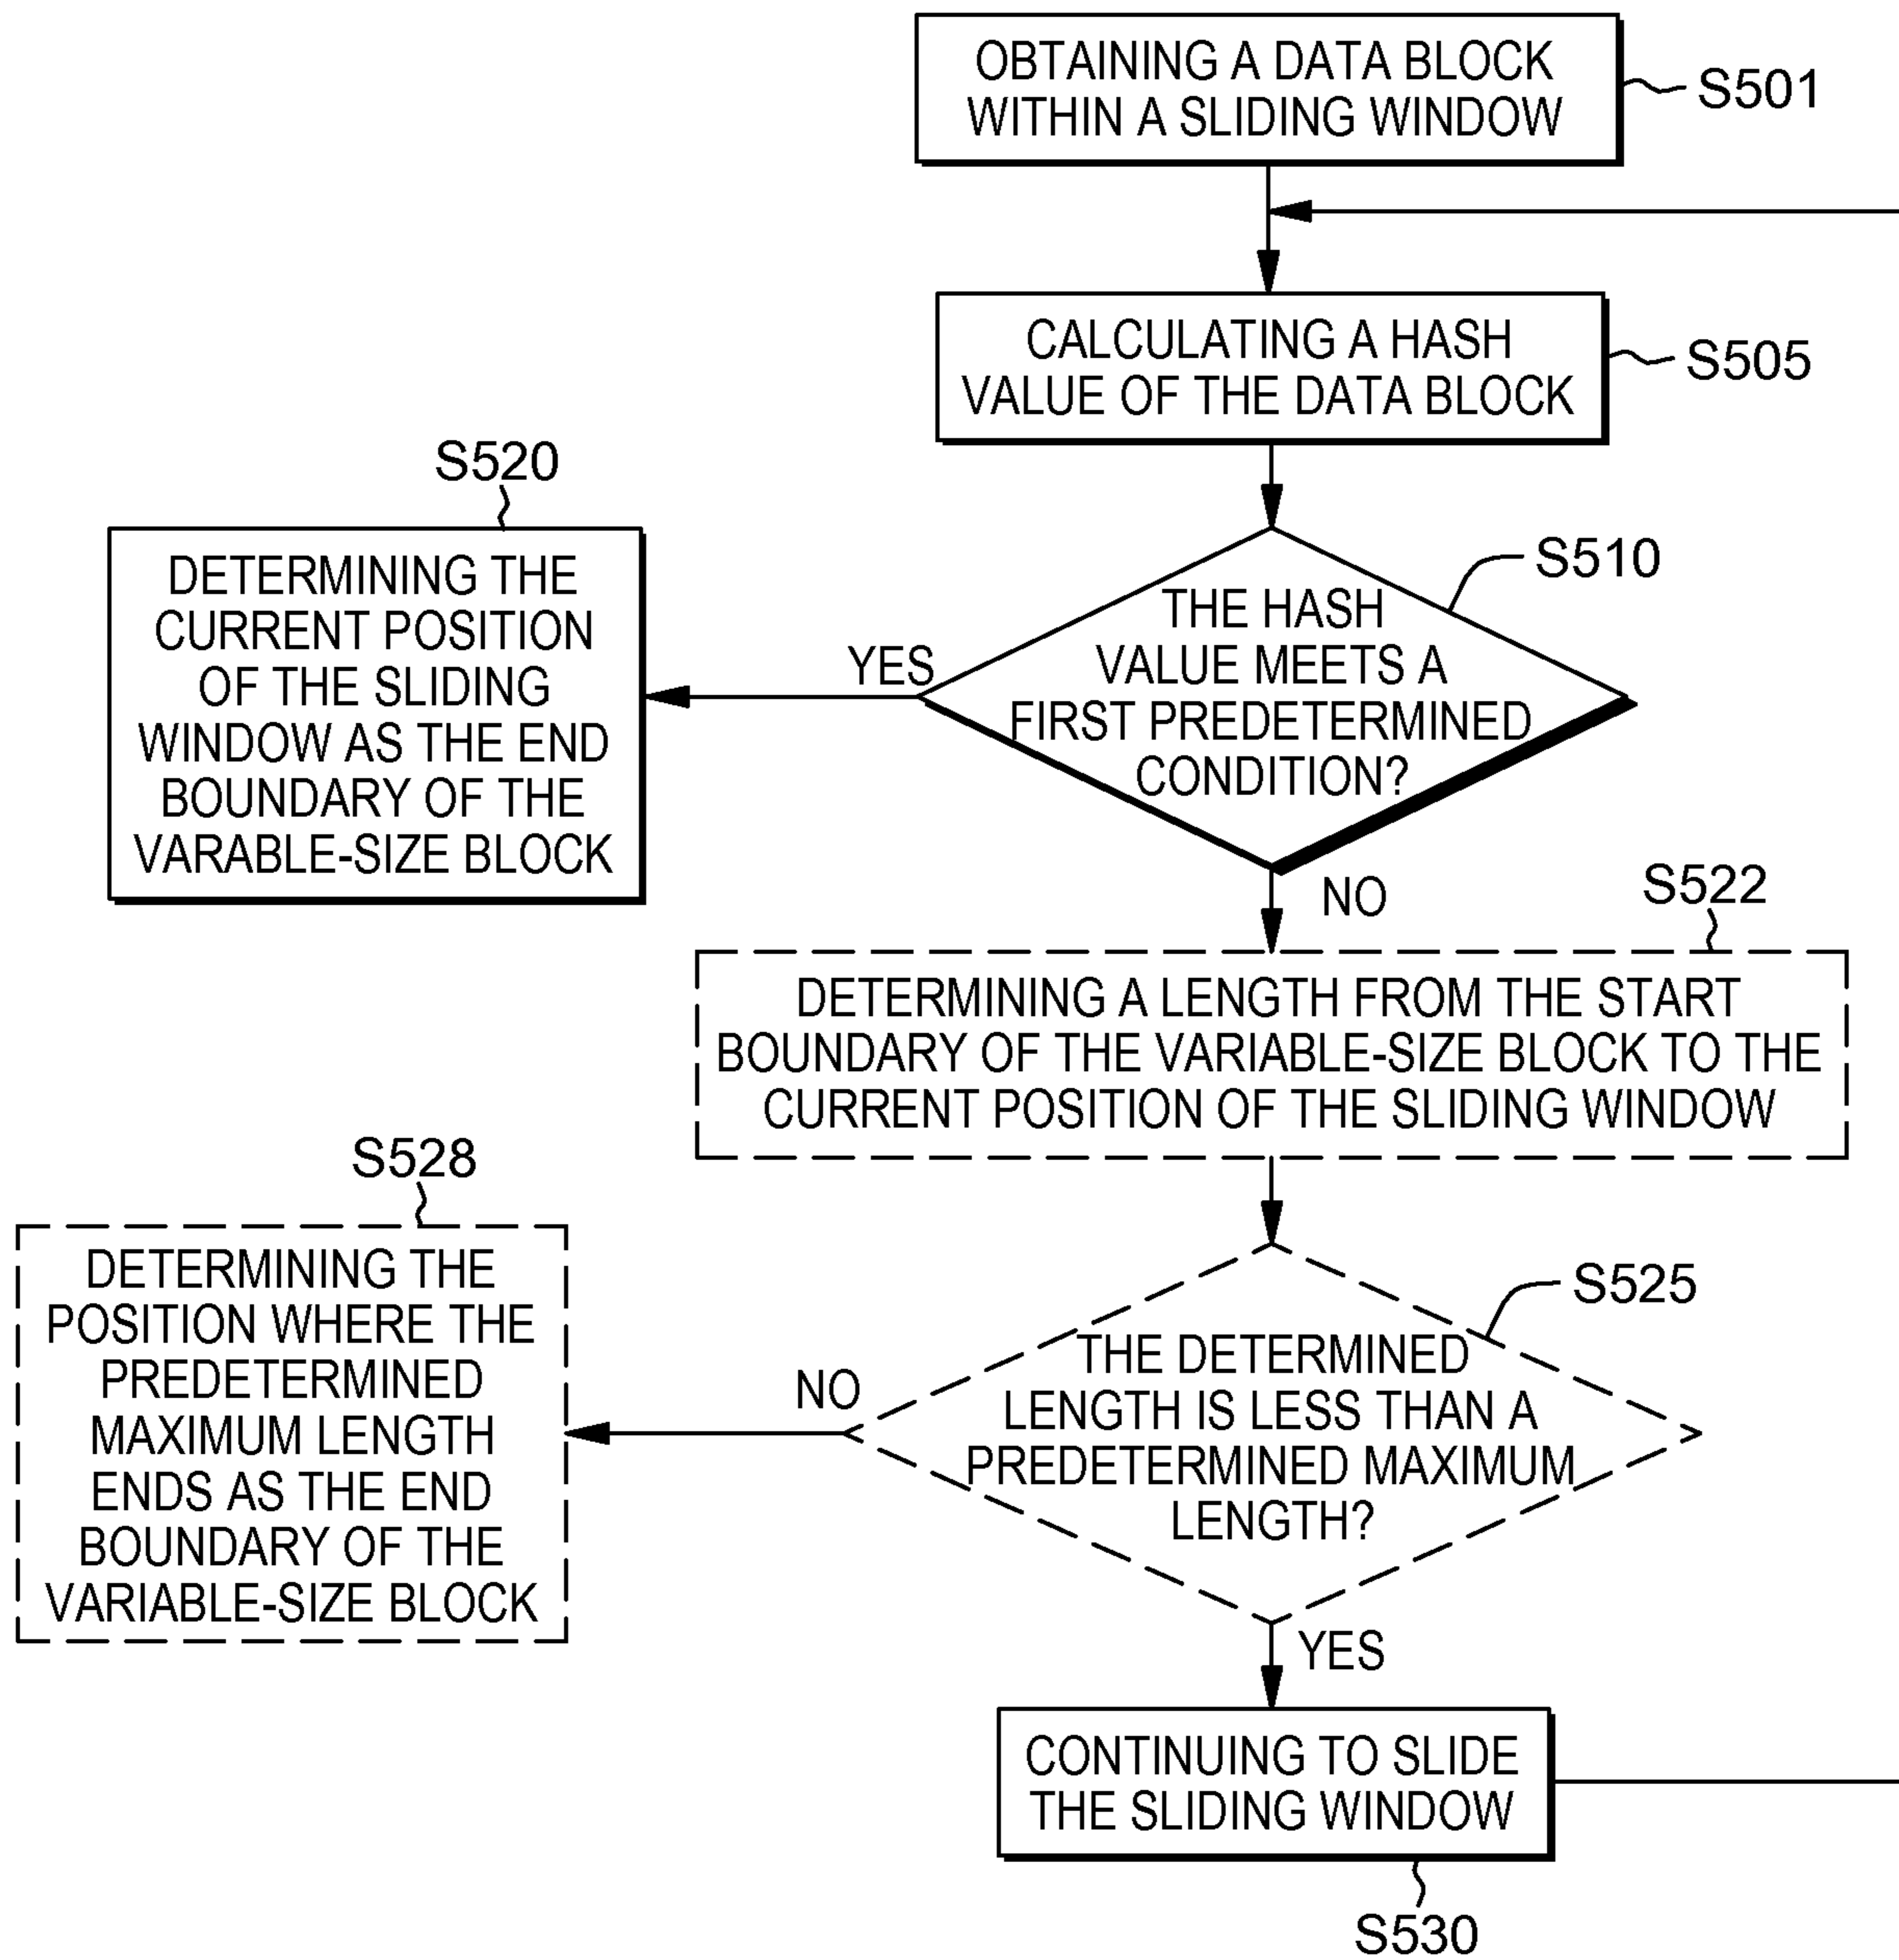 OBTAINING A DATA BLOCK
WITHIN A SLIDING WINDOW
S501
CALCULATING A HASH
VALUE OF THE DATA BLOCK
S505
S520
DETERMINING THE
CURRENT POSITION
OF THE SLIDING
WINDOW AS THE END
BOUNDARY OF THE
VARABLE-SIZE BLOCK
YES
S510
THE HASH
VALUE MEETS A
FIRST PREDETERMINED
CONDITION?
NO
S522
DETERMINING A LENGTH FROM THE START
BOUNDARY OF THE VARIABLE-SIZE BLOCK TO THE
CURRENT POSITION OF THE SLIDING WINDOW
S528
DETERMINING THE
POSITION WHERE THE
PREDETERMINED
MAXIMUM LENGTH
ENDS AS THE END
BOUNDARY OF THE
VARIABLE-SIZE BLOCK
NO
S525
THE DETERMINED
LENGTH IS LESS THAN A
PREDETERMINED MAXIMUM
LENGTH?
YES
CONTINUING TO SLIDE
THE SLIDING WINDOW
S530